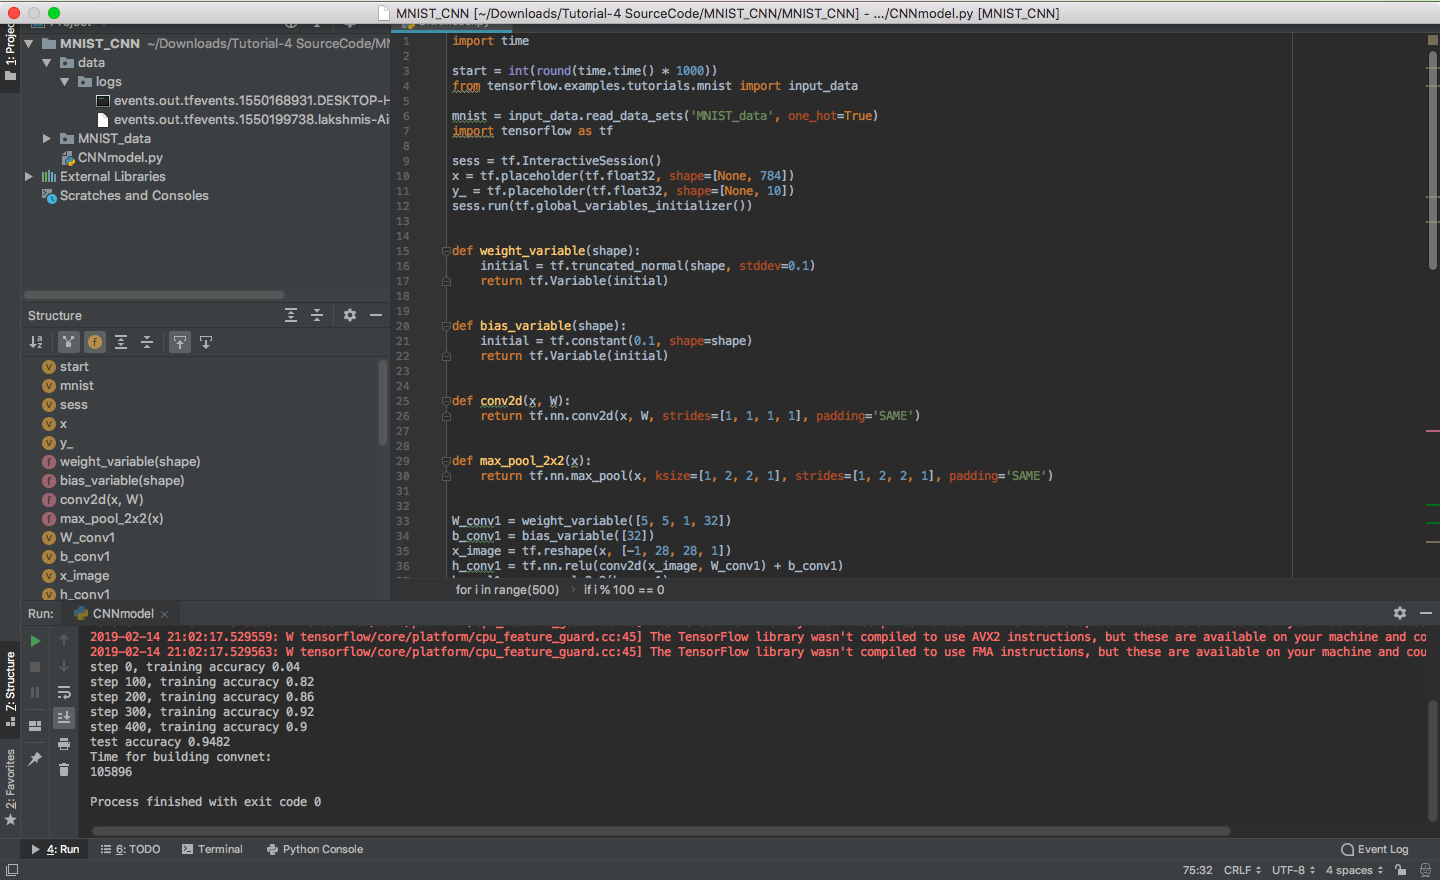 MNIST_CNN [~/Downloads/Tutorial-4 SourceCode/MNIST_CNN/MNIST_CNN] - .../CNNmodel.py [MNIST_CNN]
MNIST_CNN ~/Downloads/Tutorial-4 SourceCode/MN
data
logs
events.out.tfevents.1550168931.DESKTOP-H
events.out.tfevents.1550199738.lakshmis-Ai
MNIST_data
CNNmodel.py
External Libraries
Scratches and Consoles
Structure
start
mnist
sess
x
y_
weight_variable(shape)
bias_variable(shape)
conv2d(x, W)
max_pool_2x2(x)
W_conv1
b_conv1
x_image
h_conv1
1: Projec
Z: Structure
2: Favorites
1 import time
2
3 start = int(round(time.time() * 1000))
4 from tensorflow.examples.tutorials.mnist import input_data
5
6 mnist = input_data.read_data_sets('MNIST_data', one_hot=True)
7 import tensorflow as tf
8
9 sess = tf.InteractiveSession()
10 x = tf.placeholder(tf.float32, shape=[None, 784])
11 y_ = tf.placeholder(tf.float32, shape=[None, 10])
12 sess.run(tf.global_variables_initializer())
13
14
15 def weight_variable(shape):
16 initial = tf.truncated_normal(shape, stddev=0.1)
17 return tf.Variable(initial)
18
19
20 def bias_variable(shape):
21 initial = tf.constant(0.1, shape=shape)
22 return tf.Variable(initial)
23
24
25 def conv2d(x, W):
26 return tf.nn.conv2d(x, W, strides=[1, 1, 1, 1], padding='SAME')
27
28
29 def max_pool_2x2(x):
30 return tf.nn.max_pool(x, ksize=[1, 2, 2, 1], strides=[1, 2, 2, 1], padding='SAME')
31
32
33 W_conv1 = weight_variable([5, 5, 1, 32])
34 b_conv1 = bias_variable([32])
35 x_image = tf.reshape(x, [-1, 28, 28, 1])
36 h_conv1 = tf.nn.relu(conv2d(x_image, W_conv1) + b_conv1)
for i in range(500) › if i % 100 == 0
Run: CNNmodel
2019-02-14 21:02:17.529559: W tensorflow/core/platform/cpu_feature_guard.cc:45] The TensorFlow library wasn't compiled to use AVX2 instructions, but these are available on your machine and co
2019-02-14 21:02:17.529563: W tensorflow/core/platform/cpu_feature_guard.cc:45] The TensorFlow library wasn't compiled to use FMA instructions, but these are available on your machine and cou
step 0, training accuracy 0.04
step 100, training accuracy 0.82
step 200, training accuracy 0.86
step 300, training accuracy 0.92
step 400, training accuracy 0.9
test accuracy 0.9482
Time for building convnet:
105896
Process finished with exit code 0
4: Run 6: TODO Terminal Python Console Event Log
75:32 CRLF UTF-8 4 spaces